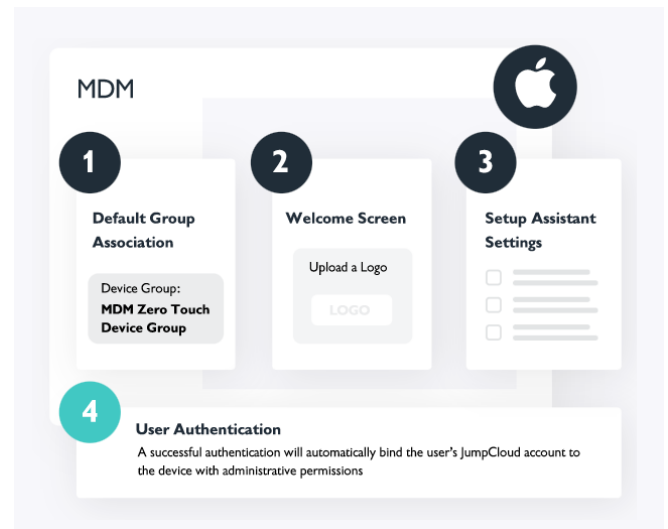 MDM
1
Default Group
Association
Device Group:
MDM Zero Touch
Device Group
2
Welcome Screen
Upload a Logo
LOGO
3
Setup Assistant
Settings
4
User Authentication
A successful authentication will automatically bind the user's JumpCloud account to
the device with administrative permissions